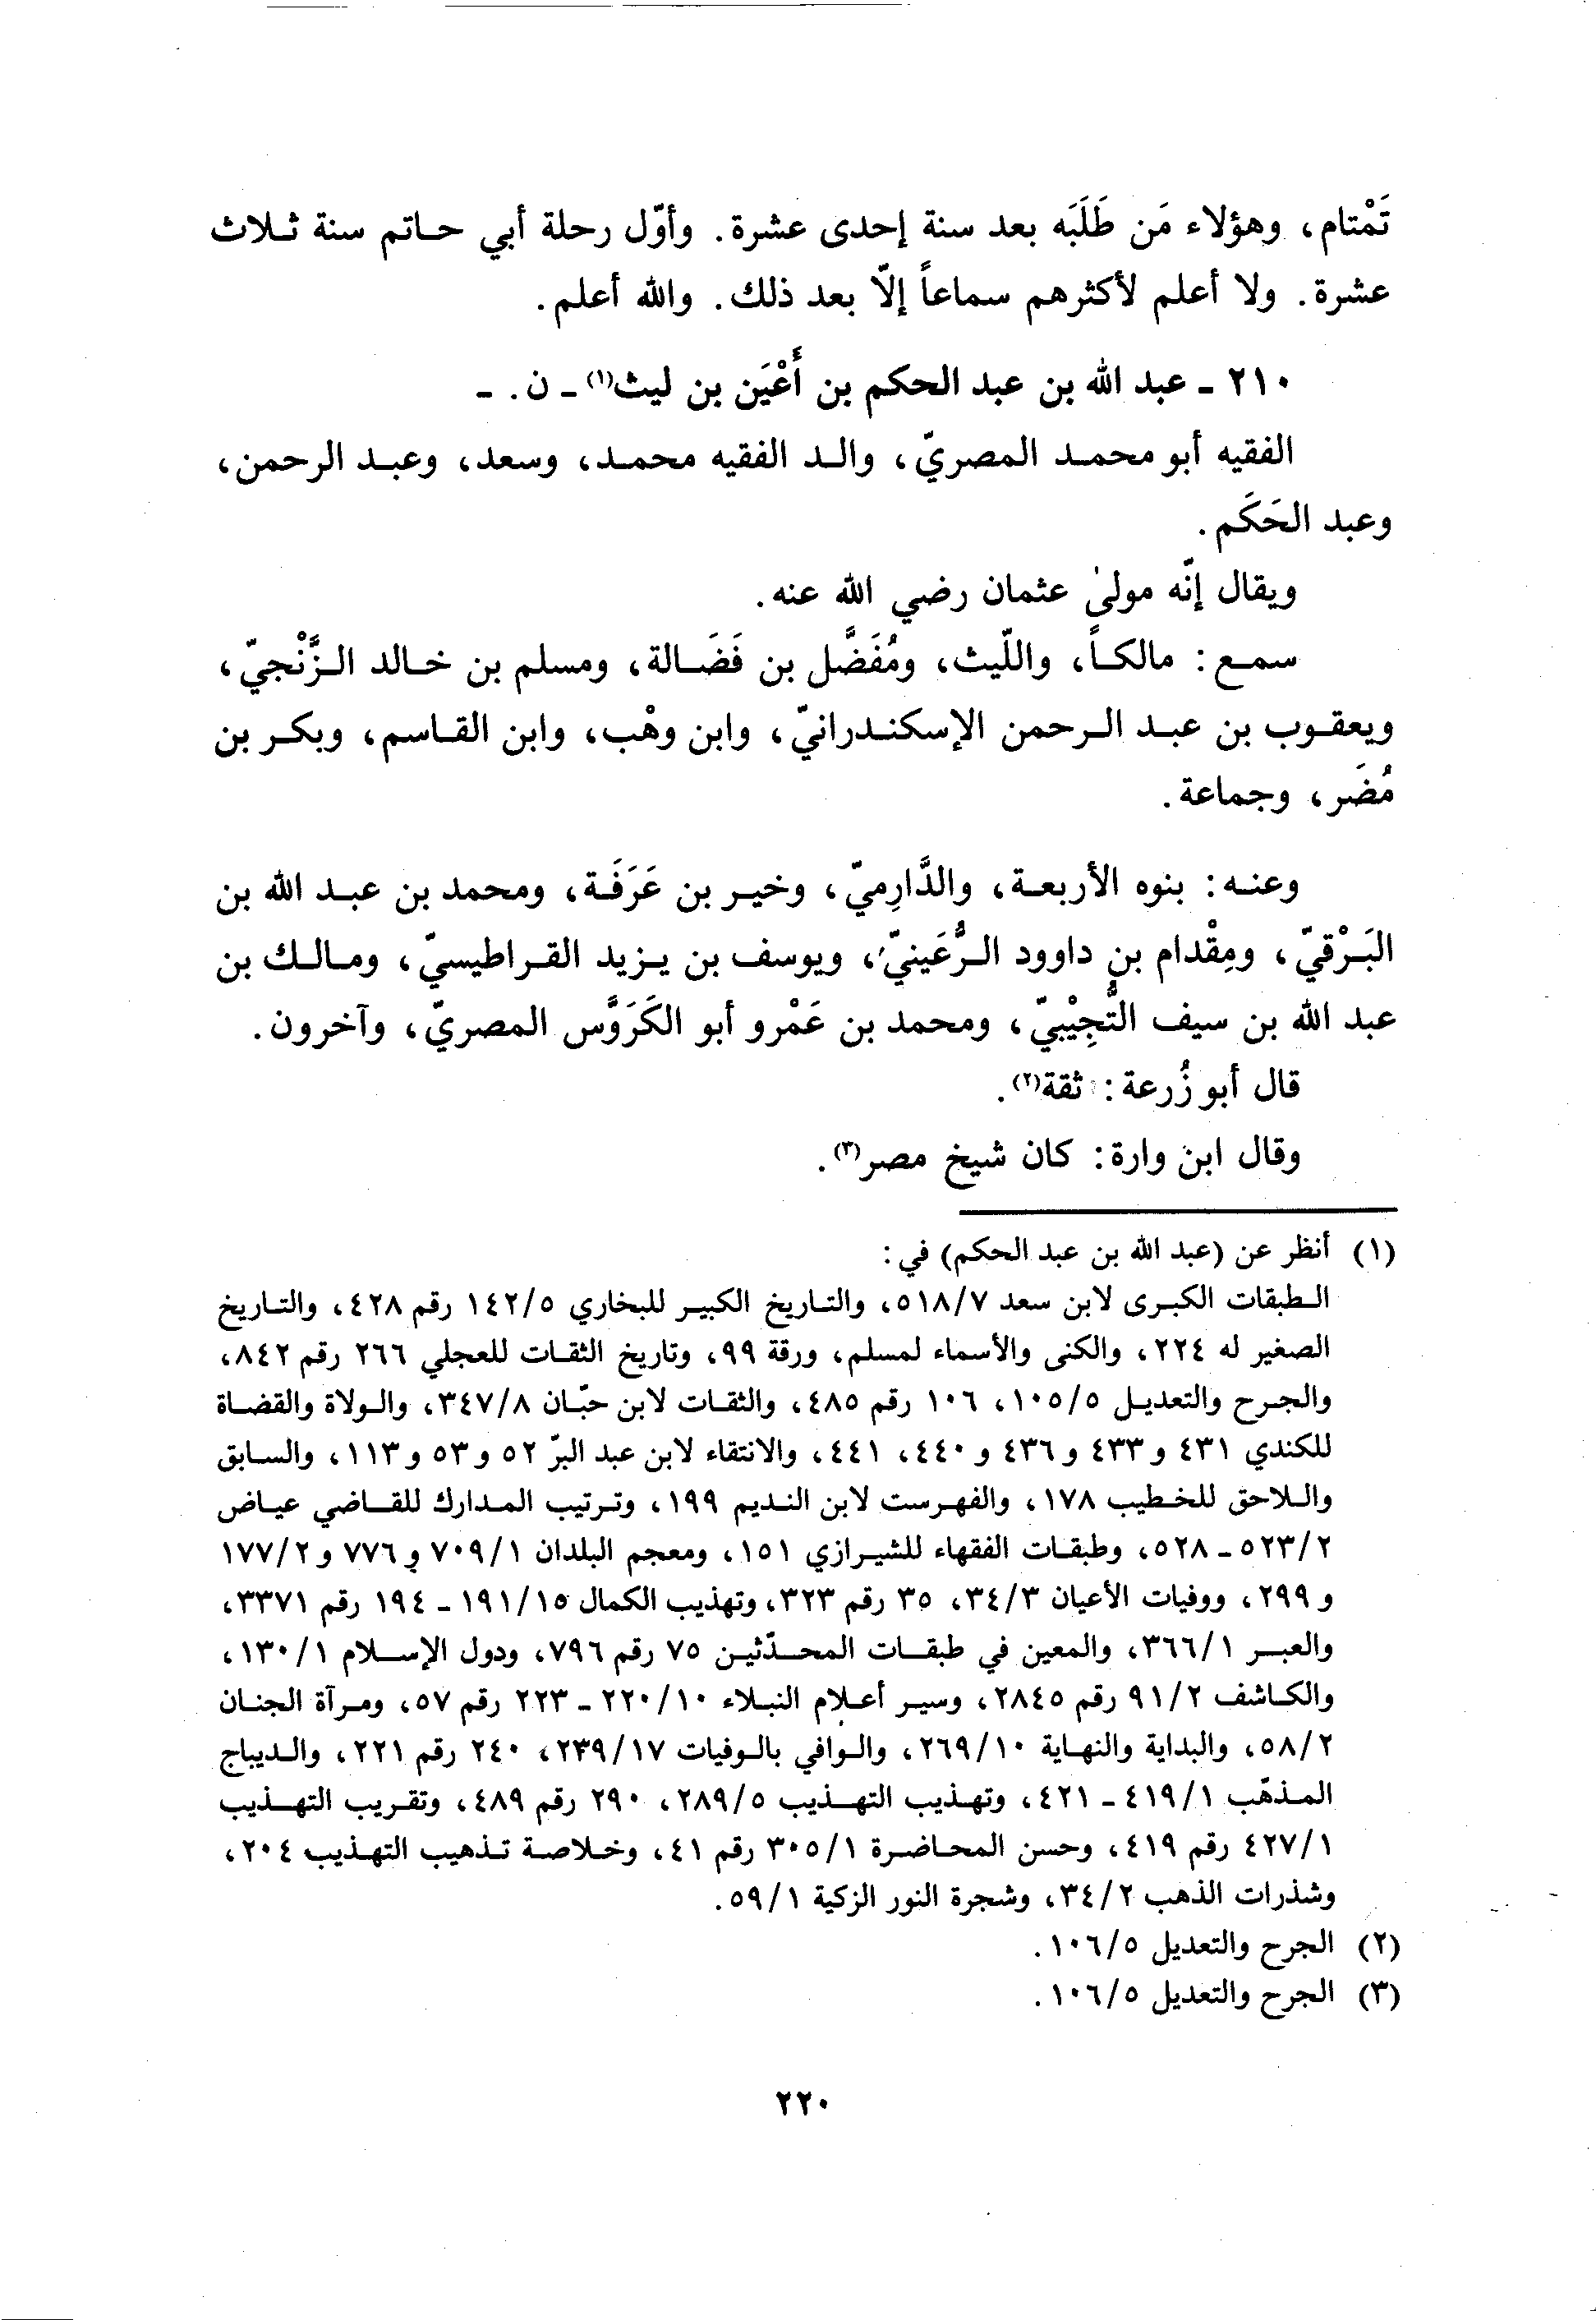 تَمْتام، وهؤلاء مَن طَلَبَه بعد سنة إحدى عشرة. وأوّل رحلة أبي حاتم سنة ثلاث
عشرة. ولا أعلم لأكثرهم سماعاً إلاّ بعد ذلك. والله أعلم.
٢١٠ - عبد الله بن عبد الحكم بن أَعْيَن بن ليث(١) - ن. -
الفقيه أبو محمد المصريّ، والد الفقيه محمد، وسعد، وعبد الرحمن،
وعبد الحَكَم.
ويقال إنّه مولىٰ عثمان رضي الله عنه.
سمع: مالكاً، واللّيث، ومُفَضَّل بن فَضَالة، ومسلم بن خالد الزَّنْجيّ،
ويعقوب بن عبد الرحمن الإسكندرانيّ، وابن وهْب، وابن القاسم، وبكر بن
مُضَر، وجماعة.
وعنه: بنوه الأربعة، والدَّارِميّ، وخير بن عَرَفَة، ومحمد بن عبد الله بن
البَرْقيّ، ومِقْدام بن داوود الرُّعَينيّ، ويوسف بن يزيد القراطيسيّ، ومالك بن
عبد الله بن سيف التُّجِيْبيّ، ومحمد بن عَمْرو أبو الكَرَوَّس المصريّ، وآخرون.
قال أبو زُرعة: ثقة(٢).
وقال ابن وارة: كان شيخ مصر(٣).
(١) أنظر عن (عبد الله بن عبد الحكم) في:
الطبقات الكبرى لابن سعد ٥١٨/٧، والتاريخ الكبير للبخاري ١٤٢/٥ رقم ٤٢٨، والتاريخ
الصغير له ٢٢٤، والكنى والأسماء لمسلم، ورقة ٩٩، وتاريخ الثقات للعجلي ٢٦٦ رقم ٨٤٢،
والجرح والتعديل ١٠٥/٥، ١٠٦ رقم ٤٨٥، والثقات لابن حبّان ٣٤٧/٨، والولاة والقضاة
للكندي ٤٣١ و ٤٣٣ و ٤٣٦ و ٤٤٠، ٤٤١، والانتقاء لابن عبد البرّ ٥٢ و ٥٣ و ١١٣، والسابق
واللاحق للخطيب ١٧٨، والفهرست لابن النديم ١٩٩، وترتيب المدارك للقاضي عياض
٥٢٣/٢ - ٥٢٨، وطبقات الفقهاء للشيرازي ١٥١، ومعجم البلدان ٧٠٩/١ و ٧٧٦ و ١٧٧/٢
و ٢٩٩، ووفيات الأعيان ٣٤/٣، ٣٥ رقم ٣٢٣، وتهذيب الكمال ١٩١/١٥ - ١٩٤ رقم ٣٣٧١،
والعبر ٣٦٦/١، والمعين في طبقات المحدّثين ٧٥ رقم ٧٩٦، ودول الإسلام ١٣٠/١،
والكاشف ٩١/٢ رقم ٢٨٤٥، وسير أعلام النبلاء ٢٢٠/١٠ - ٢٢٣ رقم ٥٧، ومرآة الجنان
٥٨/٢، والبداية والنهاية ٢٦٩/١٠، والوافي بالوفيات ٢٣٩/١٧، ٢٤٠ رقم ٢٢١، والديباج
المذهّب ٤١٩/١ - ٤٢١، وتهذيب التهذيب ٢٨٩/٥، ٢٩٠ رقم ٤٨٩، وتقريب التهذيب
٤٢٧/١ رقم ٤١٩، وحسن المحاضرة ٣٠٥/١ رقم ٤١، وخلاصة تذهيب التهذيب ٢٠٤،
وشذرات الذهب ٣٤/٢، وشجرة النور الزكية ٥٩/١.
(٢) الجرح والتعديل ١٠٦/٥.
(٣) الجرح والتعديل ١٠٦/٥.
٢٢٠